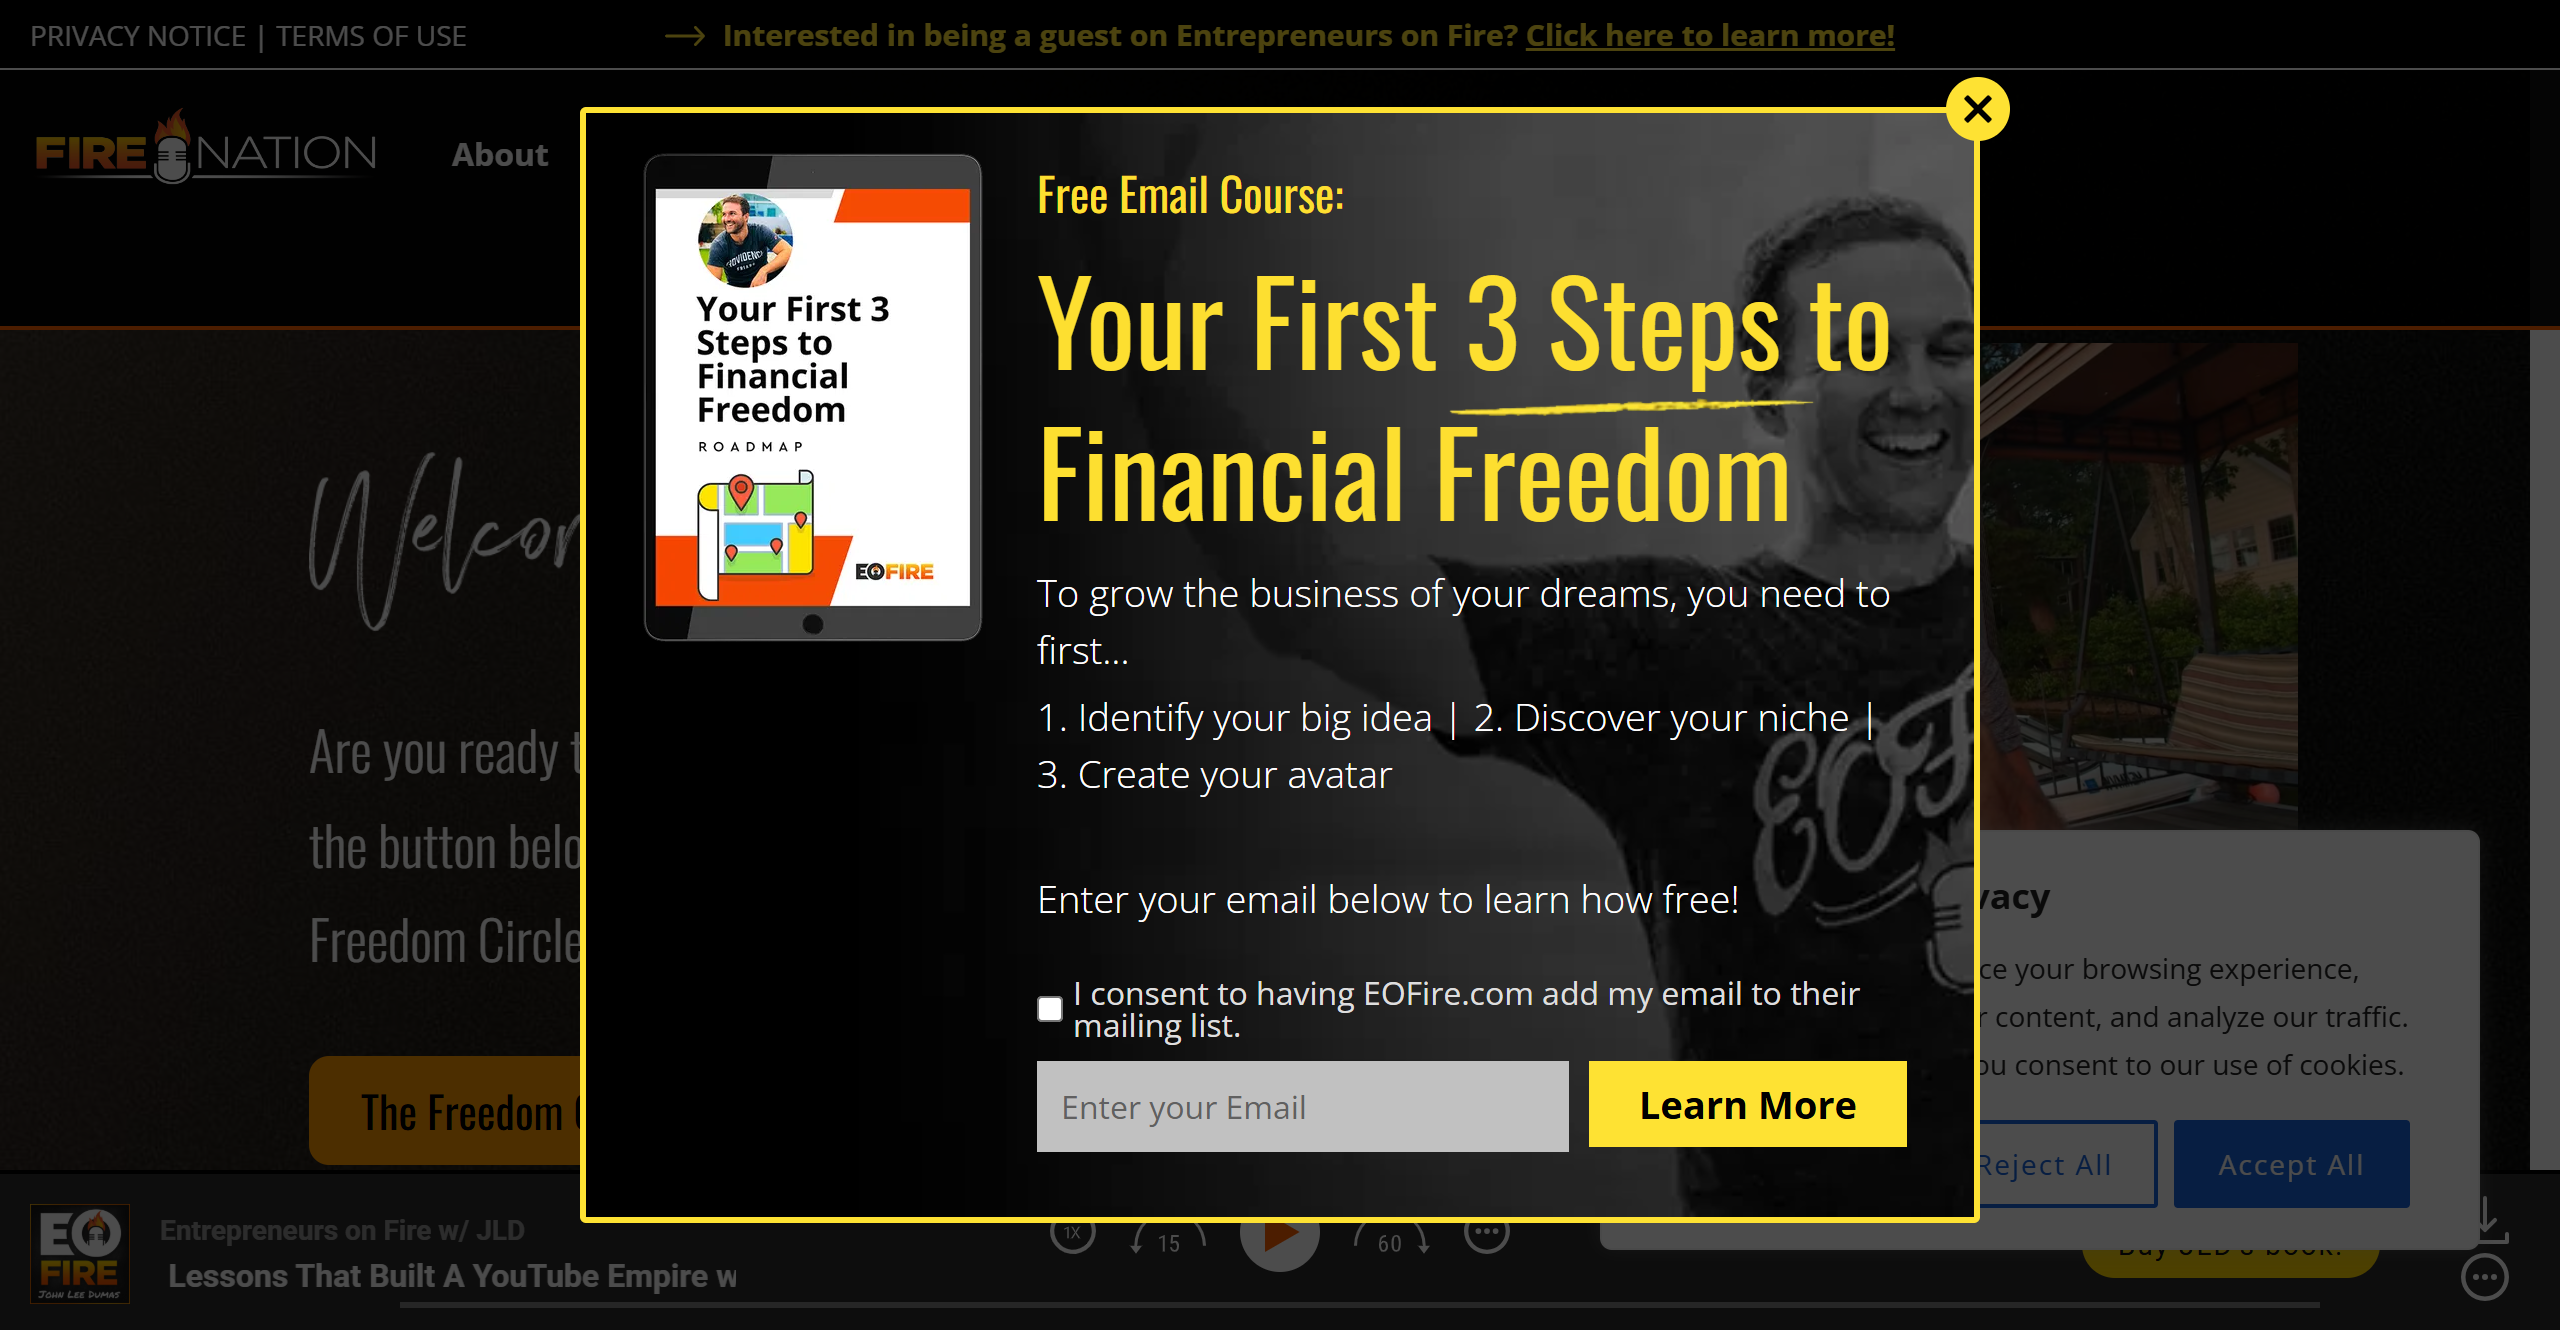 PRIVACY NOTICE | TERMS OF USE
Interested in being a guest on Entrepreneurs on Fire? Click here to learn more!
FIRE NATION
About
Your First 3
Steps to
Financial
Freedom
ROADMAP
EOFIRE
Free Email Course:
Your First 3 Steps to
Financial Freedom
To grow the business of your dreams, you need to
first...
1. Identify your big idea | 2. Discover your niche |
3. Create your avatar
Enter your email below to learn how free!
I consent to having EOFire.com add my email to their
mailing list.
Enter your Email
Learn More
Are you ready
the button
Freedom Circle
The Freedom
your browsing experience,
content, and analyze our traffic.
consent to our use of cookies.
Reject All
Accept All
EO
FIRE
JOHN LEE DUMAS
Entrepreneurs on Fire w/ JLD
Lessons That Built A YouTube Empire w
1X
15
60
Buy JLD's book!